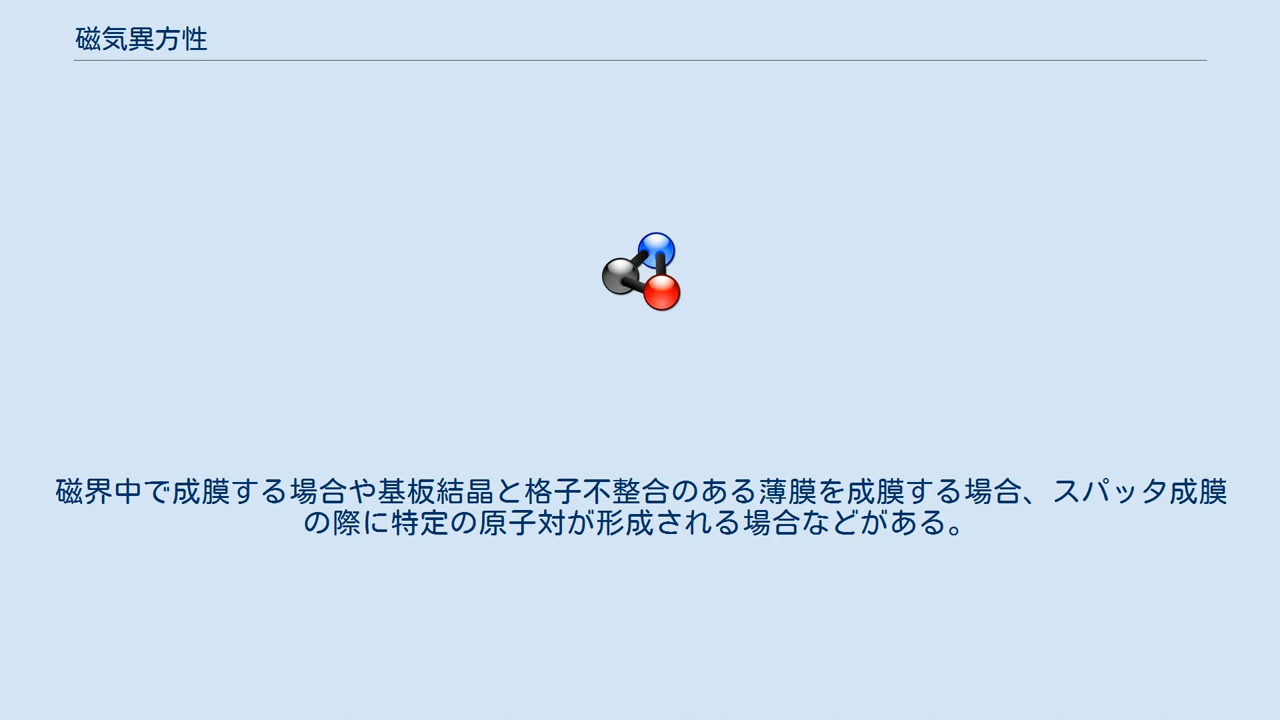 磁気異方性
磁界中で成膜する場合や基板結晶と格子不整合のある薄膜を成膜する場合、スパッタ成膜
の際に特定の原子対が形成される場合などがある。